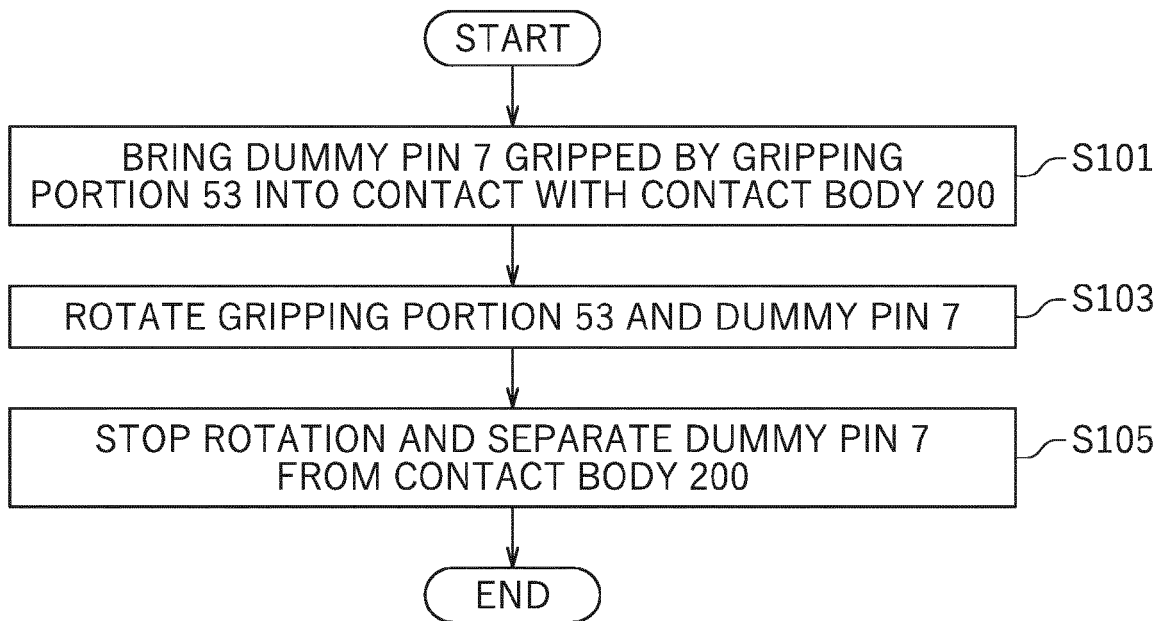 START
BRING DUMMY PIN 7 GRIPPED BY GRIPPING
PORTION 53 INTO CONTACT WITH CONTACT BODY 200
S101
ROTATE GRIPPING PORTION 53 AND DUMMY PIN 7
S103
STOP ROTATION AND SEPARATE DUMMY PIN 7
FROM CONTACT BODY 200
S105
END